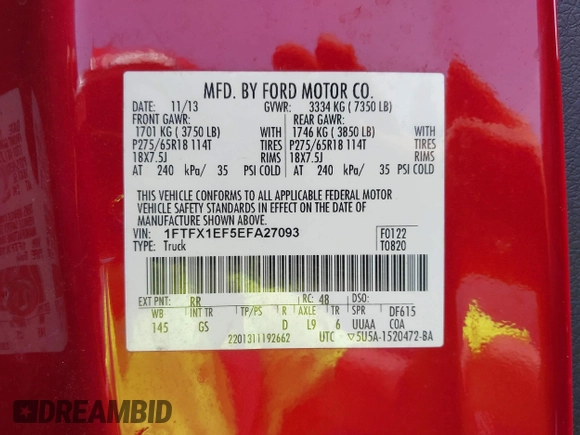 MFD. BY FORD MOTOR CO.
DATE: 11/13 GVWR: 3334 KG ( 7350 LB)
FRONT GAWR: REAR GAWR:
1701 KG ( 3750 LB) WITH 1746 KG ( 3850 LB) WITH
P275/65R18 114T TIRES P275/65R18 114T TIRES
18X7.5J RIMS 18X7.5J RIMS
AT 240 kPa/ 35 PSI COLD AT 240 kPa/ 35 PSI COLD
THIS VEHICLE CONFORMS TO ALL APPLICABLE FEDERAL MOTOR
VEHICLE SAFETY STANDARDS IN EFFECT ON THE DATE OF
MANUFACTURE SHOWN ABOVE.
VIN: 1FTFX1EF5EFA27093 F0122
TYPE: Truck T0820
EXT PNT: RR RC: 48 DSO:
WB INT TR TP/PS R AXLE TR SPR DF615
145 GS D L9 6 UUAA COA
2201311192662 UTC ▽5U5A-1520472-BA
DREAMBID